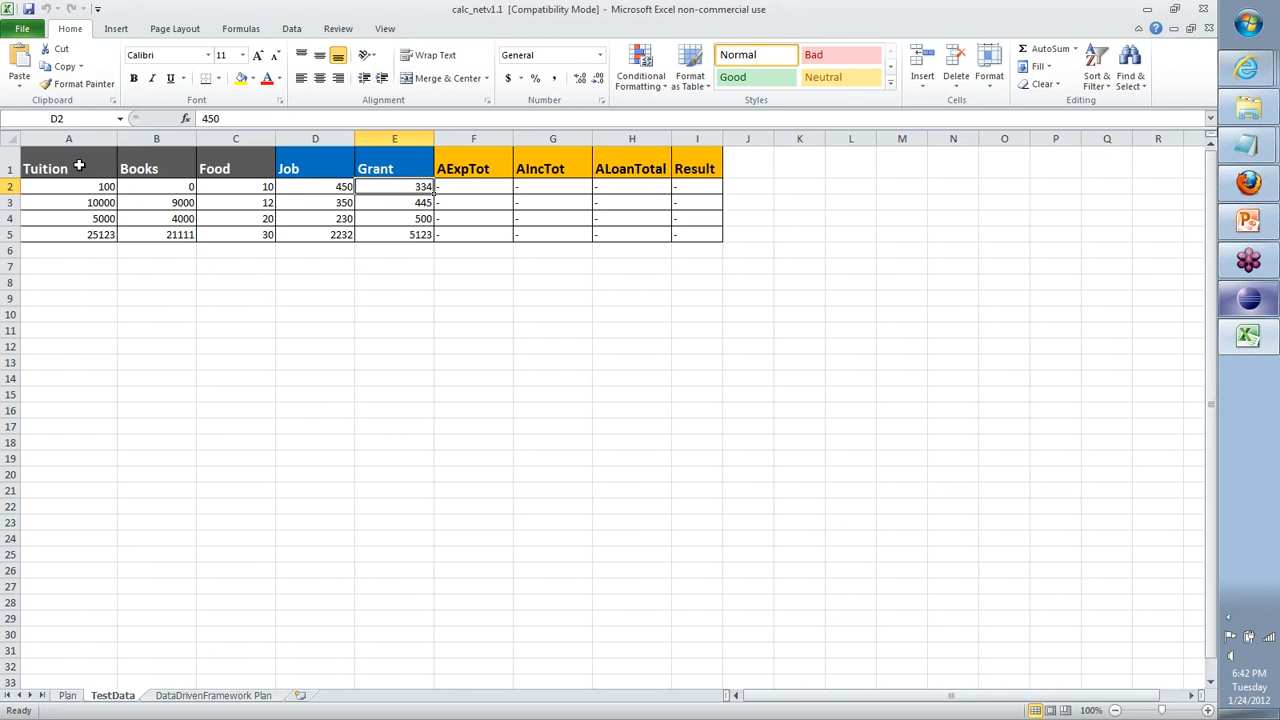 calc_netv1.1 [Compatibility Mode] - Microsoft Excel non-commercial use
File Home Insert Page Layout Formulas Data Review View
Paste
Cut
Copy
Format Painter
Clipboard
Calibri 11
B I U
Font
Wrap Text
Merge & Center
Alignment
General
$ % ,
Number
Conditional Formatting
Format as Table
Normal Bad
Good Neutral
Styles
Insert Delete Format
Cells
AutoSum
Fill
Clear
Sort & Filter
Find & Select
Editing
D2 fx 450
A B C D E F G H I J K L M N O P Q R
1 Tuition Books Food Job Grant AExpTot AIncTot ALoanTotal Result
2 100 0 10 450 334 - - - -
3 10000 9000 12 350 445 - - - -
4 5000 4000 20 230 500 - - - -
5 25123 21111 30 2232 5123 - - - -
6
7
8
9
10
11
12
13
14
15
16
17
18
19
20
21
22
23
24
25
26
27
28
29
30
31
32
33
Plan TestData DataDrivenFramework Plan
Ready 100%
6:42 PM
Tuesday
1/24/2012